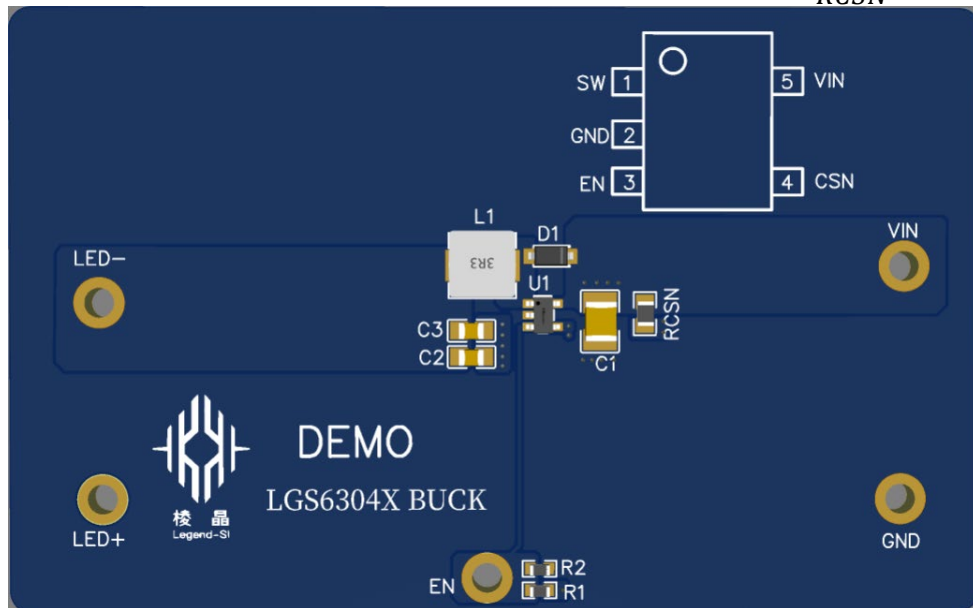 RCSN
SW 1
5 VIN
GND 2
EN 3
4 CSN
L1
D1
VIN
LED-
3R3
U1
RCSN
C3
C2
C1
DEMO
LGS6304X BUCK
棱 晶
Legend-Si
LED+
GND
EN
R2
R1